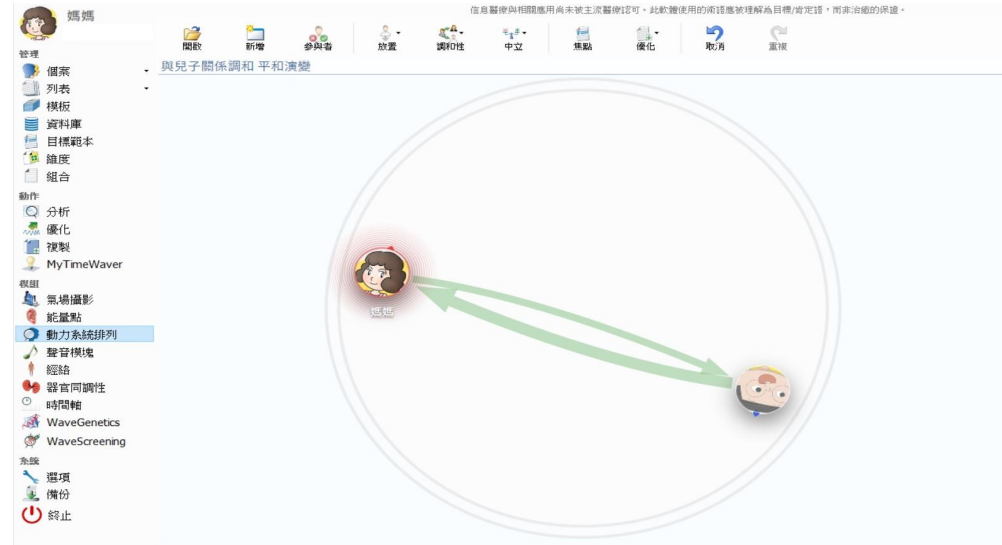 媽媽
信息醫療與相關應用尚未被主流醫療認可。此軟體使用的術語應被理解為目標/肯定語，而非治癒的保證。
開啟
新增
參與者
放置
調和性
中立
焦點
優化
取消
重複
與兒子關係調和 平和演變
管理
個案
列表
模板
資料庫
目標範本
維度
組合
動作
分析
優化
複製
MyTimeWaver
模組
氣場攝影
能量點
動力系統排列
聲音模塊
經絡
器官同調性
時間軸
WaveGenetics
WaveScreening
系統
選項
備份
終止
媽媽